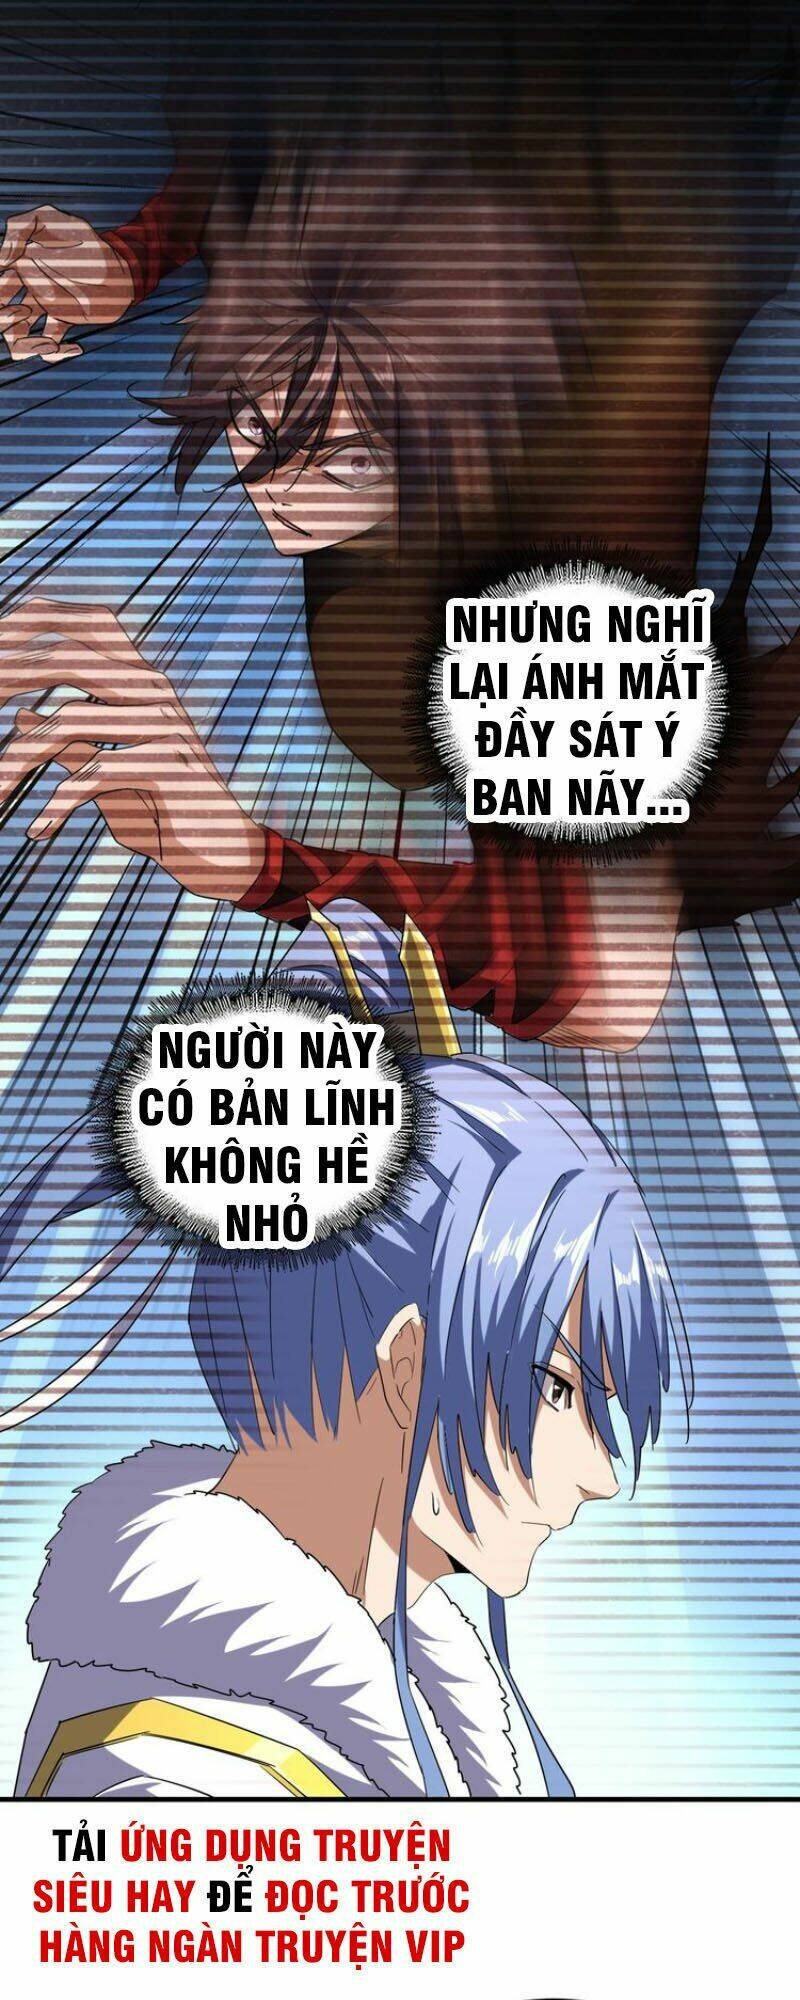 NHƯNG NGHĨ
LẠI ÁNH MẮT
ĐẦY SÁT Ý
BAN NÃY...
NGƯỜI NÀY
CÓ BẢN LĨNH
KHÔNG HỀ
NHỎ
TẢI ỨNG DỤNG TRUYỆN
SIÊU HAY ĐỂ ĐỌC TRƯỚC
HÀNG NGÀN TRUYỆN VIP